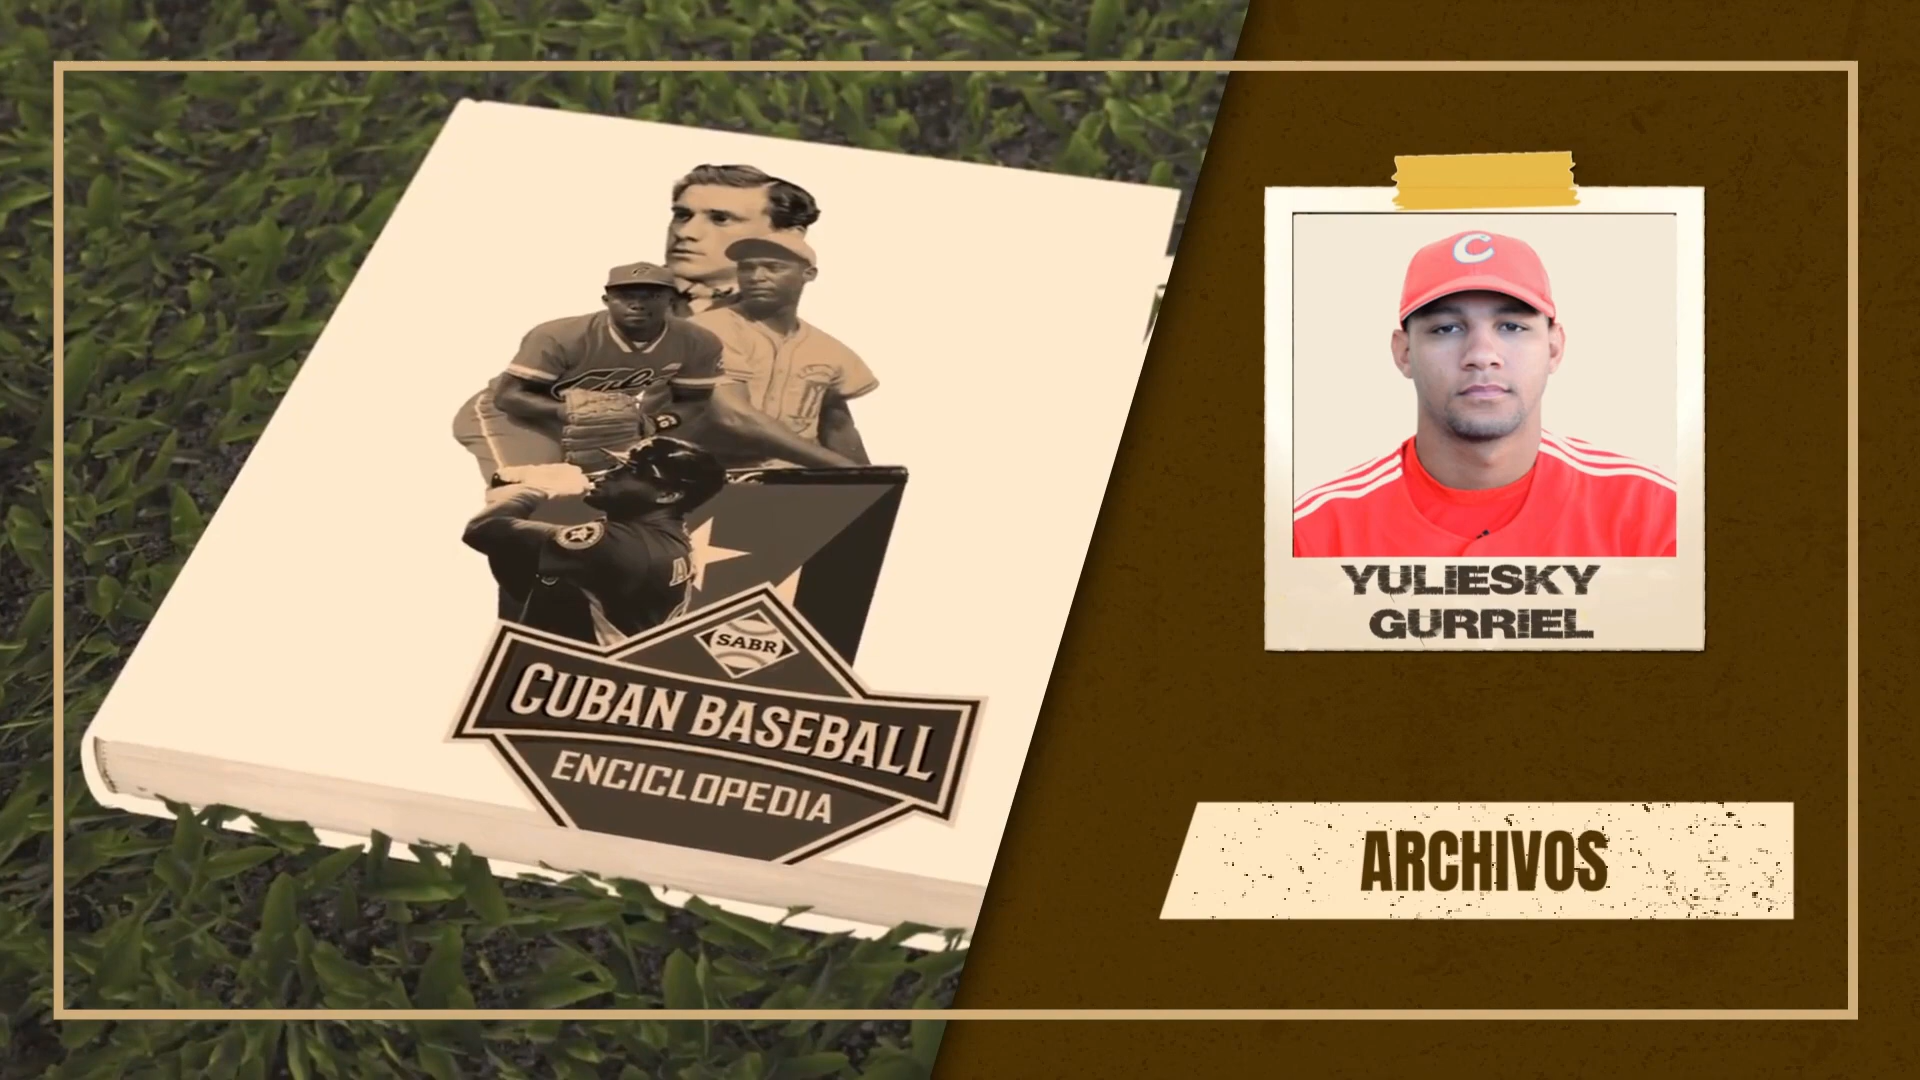 SABR
CUBAN BASEBALL
ENCICLOPEDIA
C
YULIESKY
GURRIEL
ARCHIVOS